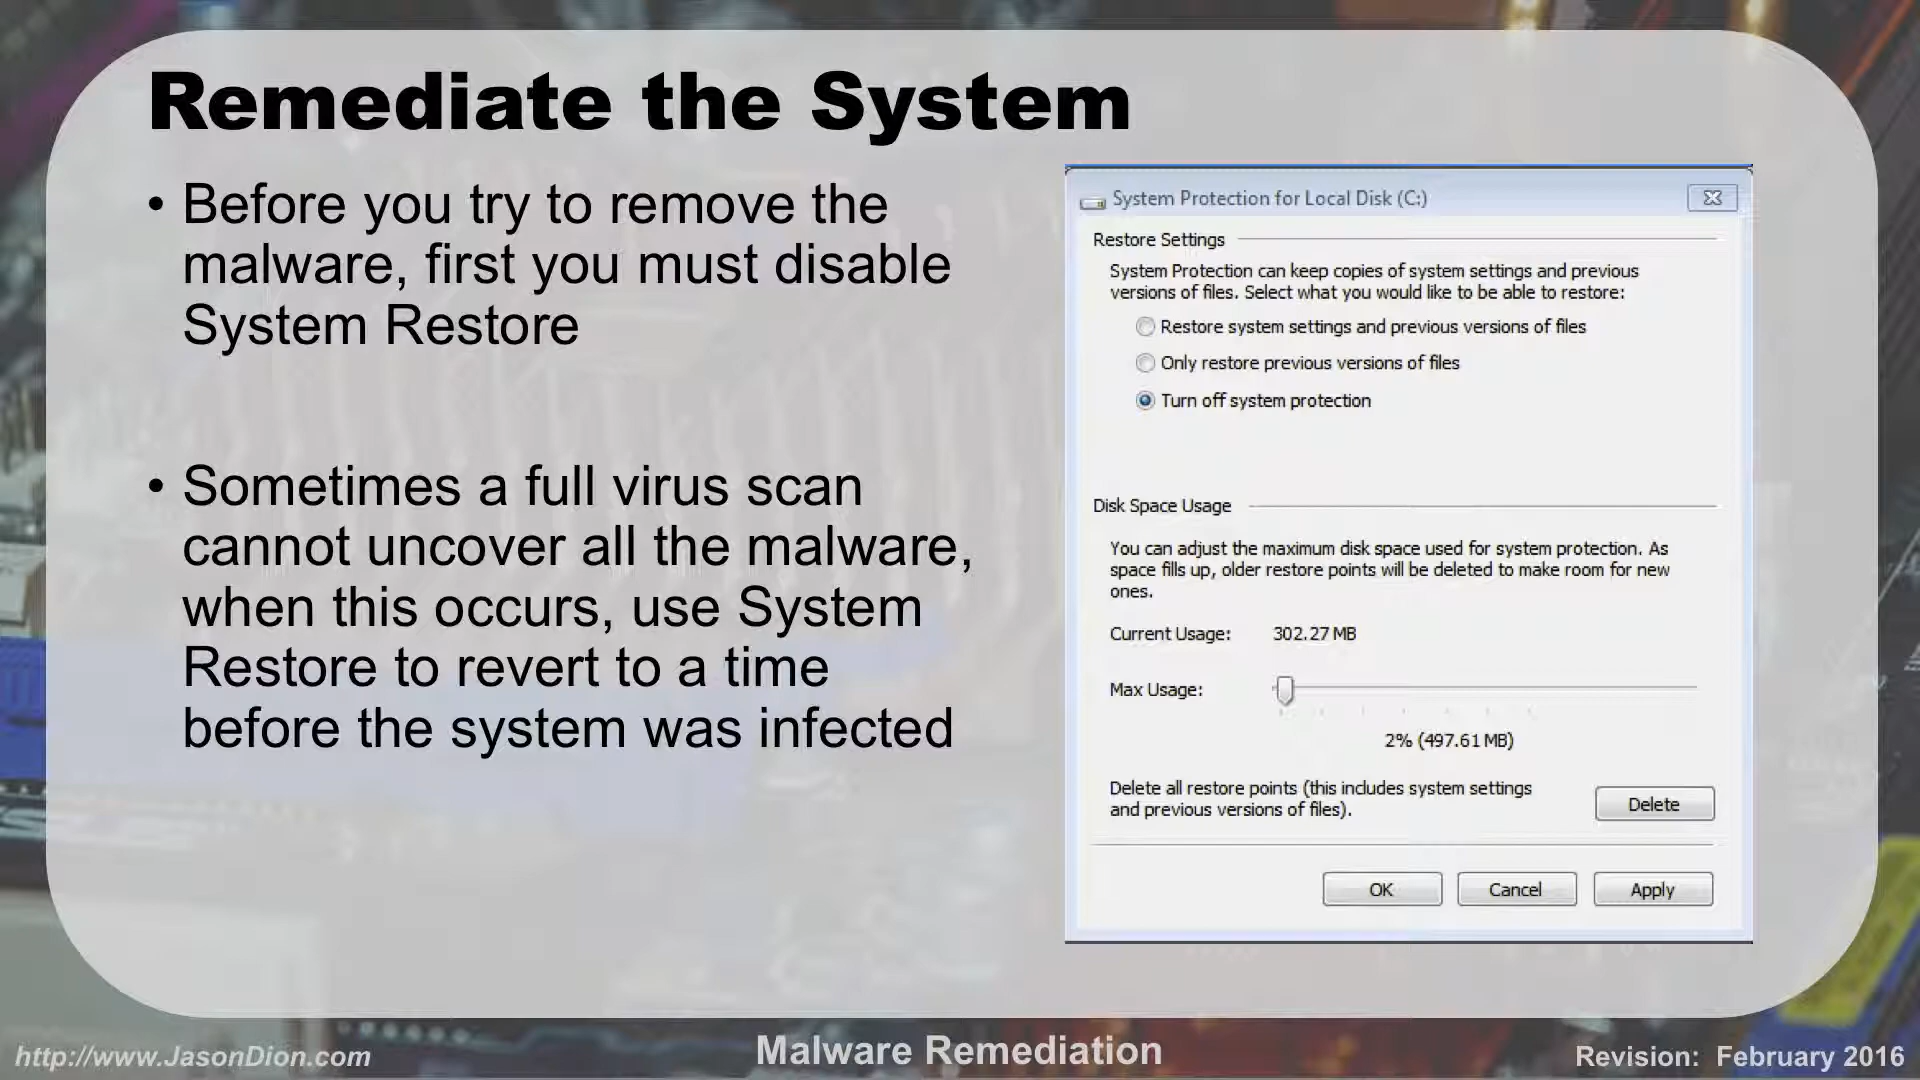 Remediate the System
• Before you try to remove the
malware, first you must disable
System Restore
• Sometimes a full virus scan
cannot uncover all the malware,
when this occurs, use System
Restore to revert to a time
before the system was infected
System Protection for Local Disk (C:)
Restore Settings
System Protection can keep copies of system settings and previous
versions of files. Select what you would like to be able to restore:
Restore system settings and previous versions of files
Only restore previous versions of files
Turn off system protection
Disk Space Usage
You can adjust the maximum disk space used for system protection. As
space fills up, older restore points will be deleted to make room for new
ones.
Current Usage: 302.27 MB
Max Usage:
2% (497.61 MB)
Delete all restore points (this includes system settings
and previous versions of files).
Delete
OK Cancel Apply
http://www.JasonDion.com
Malware Remediation
Revision: February 2016